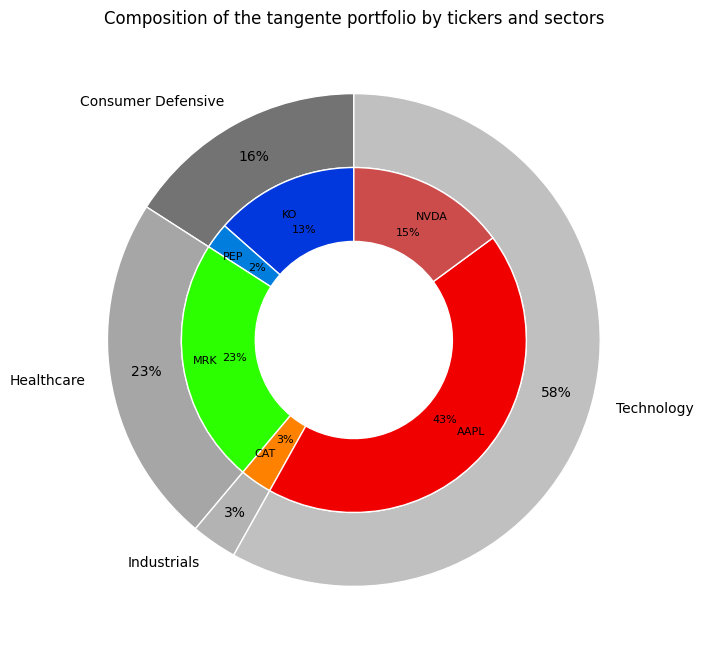 Composition of the tangente portfolio by tickers and sectors
Consumer Defensive
16%
KO
13%
NVDA
15%
PEP
2%
MRK
23%
23%
Healthcare
43%
AAPL
58%
Technology
3%
CAT
3%
Industrials